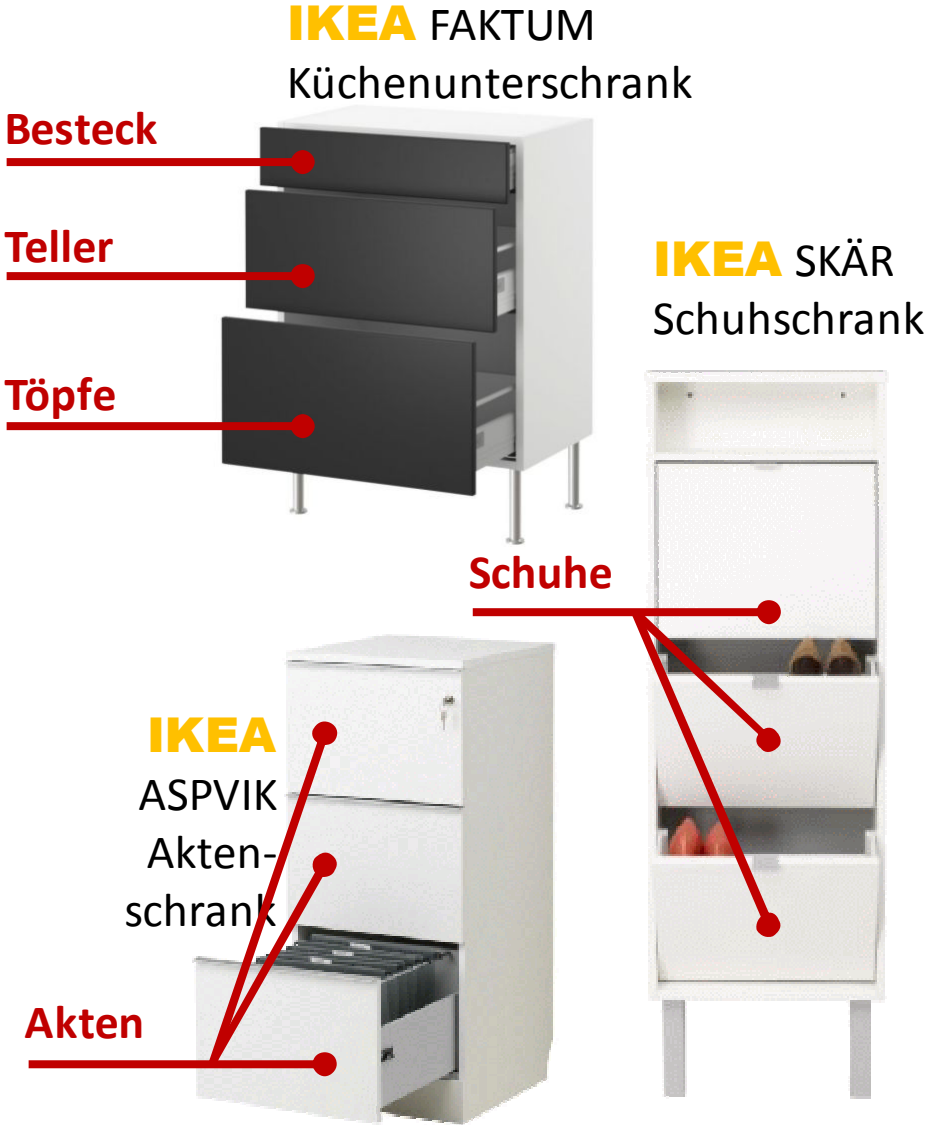 IKEA FAKTUM
Küchenunterschrank
Besteck
Teller
Töpfe
IKEA SKÄR
Schuhschrank
Schuhe
IKEA
ASPVIK
Akten-
schrank
Akten